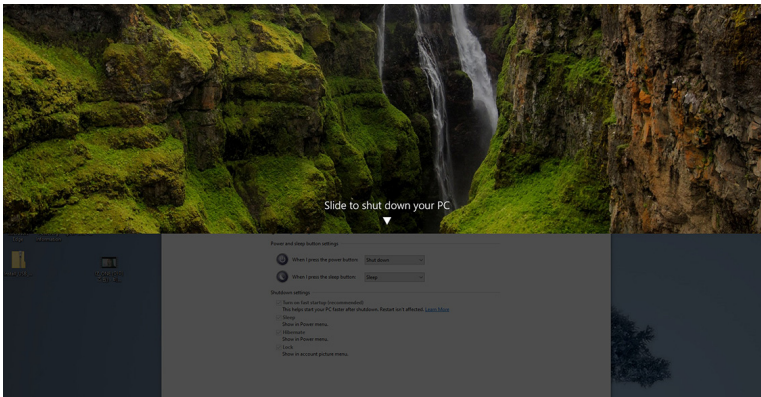 Slide to shut down your PC
Power and sleep button settings
When I press the power button:
Shut down
When I press the sleep button:
Sleep
Shutdown settings
Turn on fast startup (recommended)
This helps start your PC faster after shutdown. Restart isn't affected. Learn More
Sleep
Show in Power menu.
Hibernate
Show in Power menu.
Lock
Show in account picture menu.